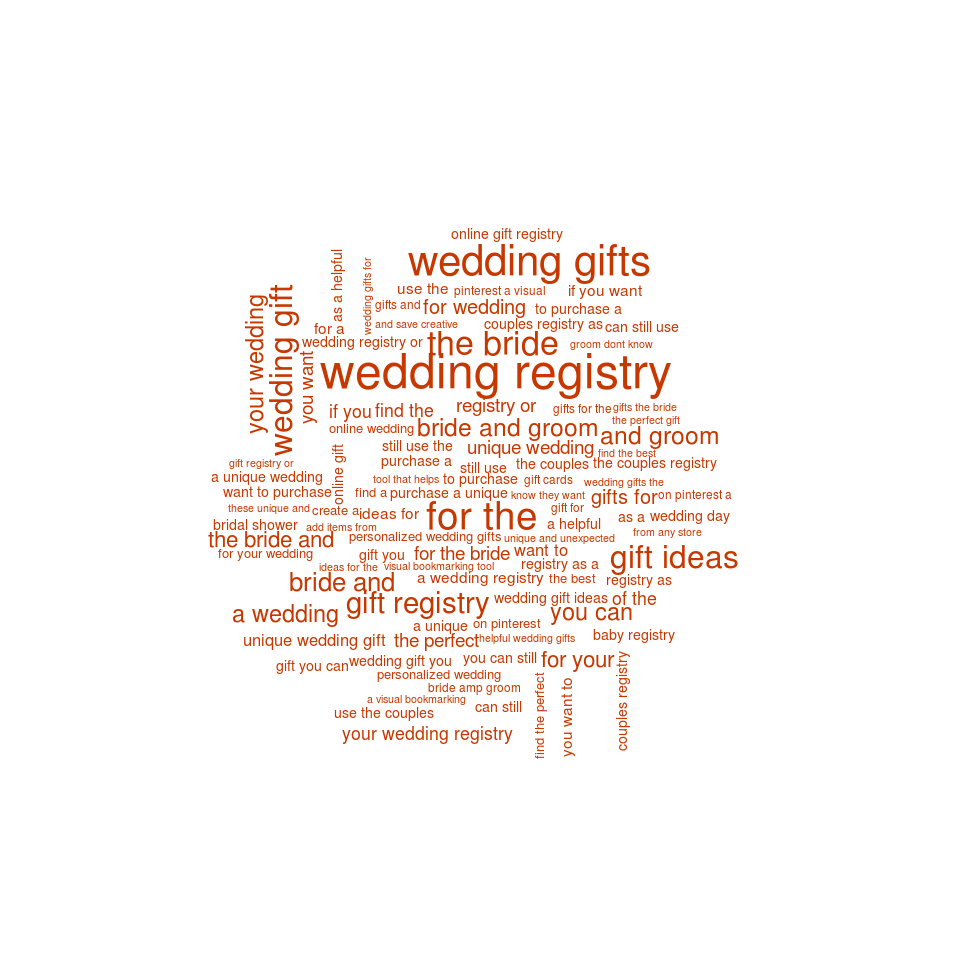 online gift registry
wedding gifts
as a helpful
wedding gifts for
use the
pinterest a visual
if you want
your wedding
wedding gift
gifts and
for wedding
to purchase a
for a
and save creative
couples registry as
can still use
wedding registry or
the bride
groom dont know
you want
wedding registry
if you
find the
registry or
gifts for the
gifts the bride
the perfect gift
online wedding
bride and groom
and groom
still use the
unique wedding
find the best
gift registry or
online gift
purchase a
still use
the couples
the couples registry
a unique wedding
tool that helps
to purchase
gift cards
wedding gifts the
want to purchase
find a
purchase a unique
know they want
gifts for
on pinterest a
these unique and
create a
ideas for
for the
gift for
as a
wedding day
bridal shower
add items from
a helpful
from any store
the bride and
personalized wedding gifts
unique and unexpected
for your wedding
gift you
for the bride
want to
gift ideas
ideas for the
visual bookmarking tool
registry as a
bride and
a wedding registry
the best
registry as
a wedding
gift registry
wedding gift ideas
of the
you can
a unique
on pinterest
unique wedding gift
the perfect
helpful wedding gifts
baby registry
gift you can
wedding gift you
you can still
for your
couples registry
personalized wedding
bride amp groom
find the perfect
you want to
a visual bookmarking
can still
use the couples
your wedding registry